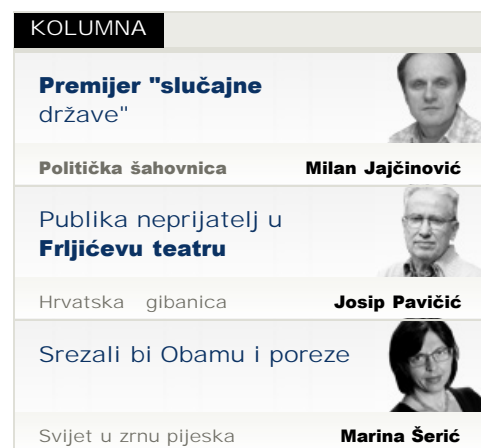 KOLUMNA
Premijer "slučajne
države"
Politička šahovnica Milan Jajčinović
Publika neprijatelj u
Frljićevu teatru
Hrvatska gibanica Josip Pavičić
Srezali bi Obamu i poreze
Svijet u zrnu pijeska Marina Šerić